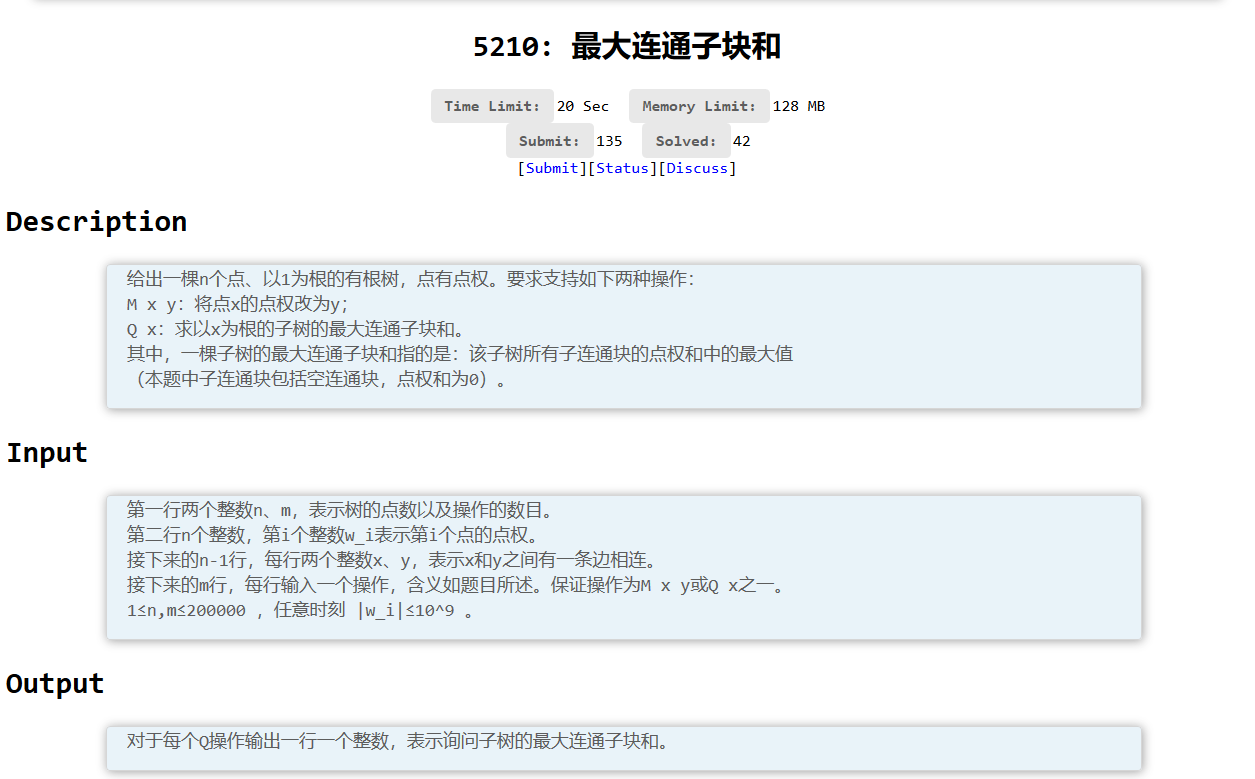 5210: 最大连通子块和
Time Limit: 20 Sec Memory Limit: 128 MB
Submit: 135 Solved: 42
[Submit][Status][Discuss]
Description
给出一棵n个点、以1为根的有根树，点有点权。要求支持如下两种操作：
M x y：将点x的点权改为y；
Q x：求以x为根的子树的最大连通子块和。
其中，一棵子树的最大连通子块和指的是：该子树所有子连通块的点权和中的最大值
（本题中子连通块包括空连通块，点权和为0）。
Input
第一行两个整数n、m，表示树的点数以及操作的数目。
第二行n个整数，第i个整数w_i表示第i个点的点权。
接下来的n-1行，每行两个整数x、y，表示x和y之间有一条边相连。
接下来的m行，每行输入一个操作，含义如题目所述。保证操作为M x y或Q x之一。
1≤n,m≤200000 ，任意时刻 |w_i|≤10^9 。
Output
对于每个Q操作输出一行一个整数，表示询问子树的最大连通子块和。